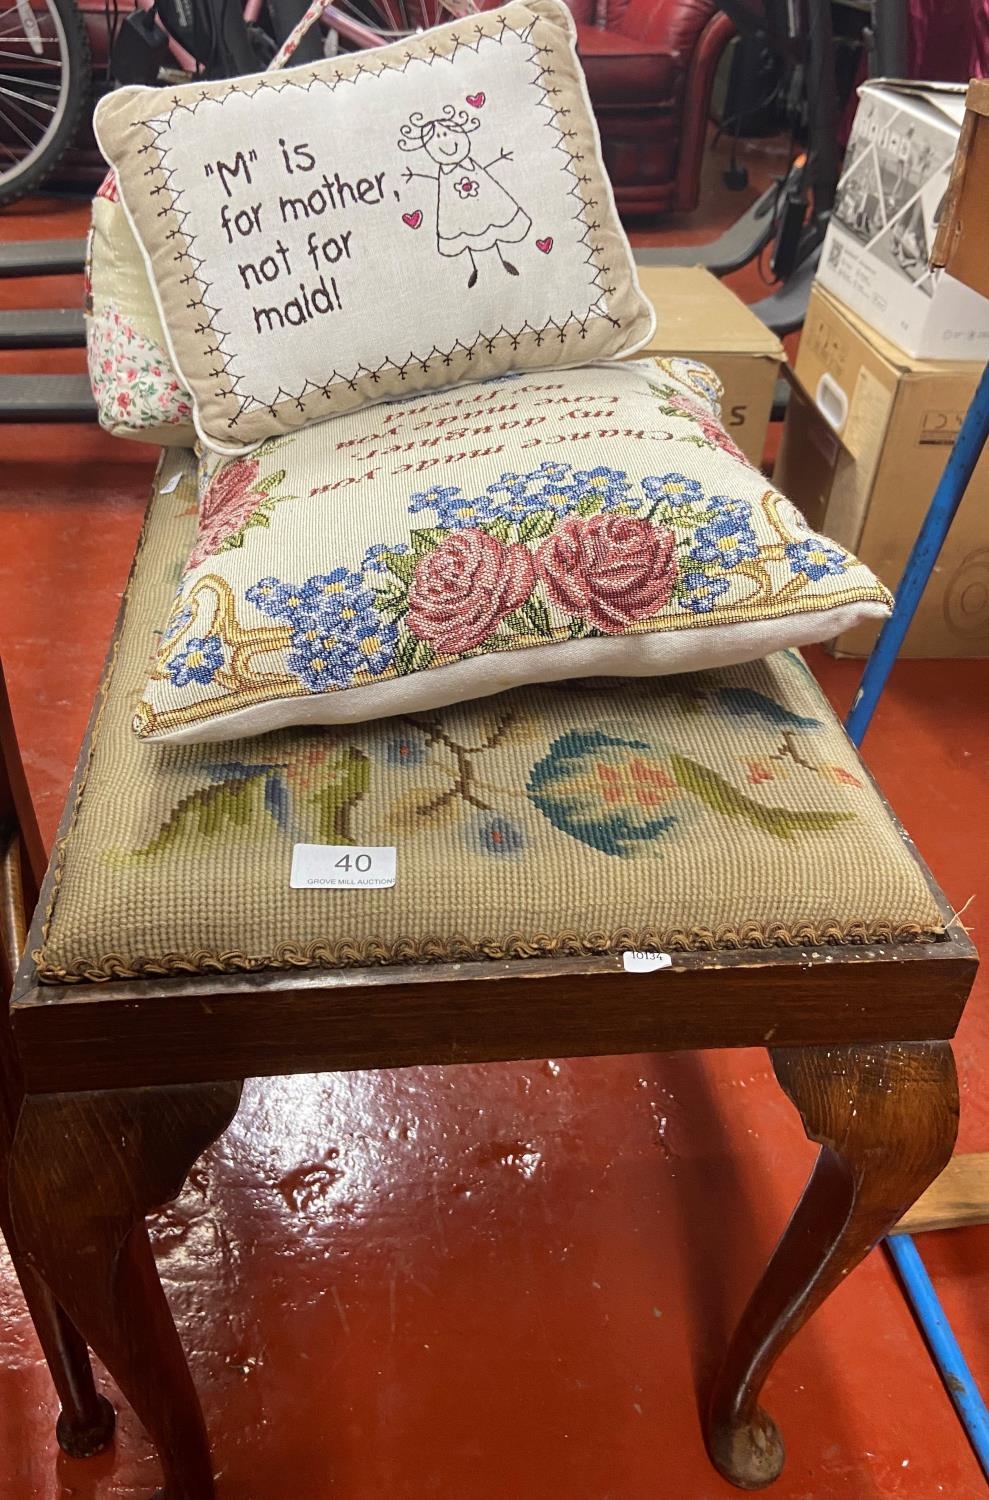 "M" is
for mother,
not for
maid!
Chance made you
my daughter,
Love made you
my friend
40
GROVE MILL AUCTIONS
10134